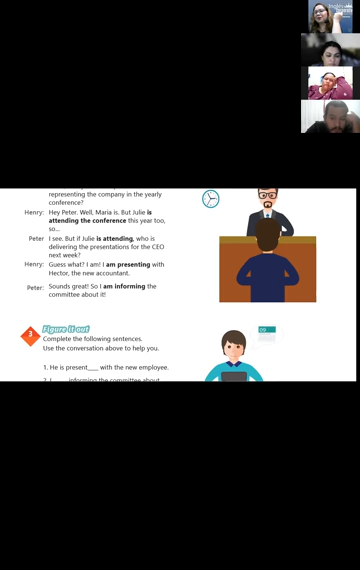 representing the company in the yearly
conference?
Henry: Hey Peter. Well, Maria is. But Julie is
attending the conference this year too,
so...
Peter I see. But if Julie is attending, who is
delivering the presentations for the CEO
next week?
Henry: Guess what? I am! I am presenting with
Hector, the new accountant.
Peter: Sounds great! So I am informing the
committee about it!
3 Figure it out
Complete the following sentences.
Use the conversation above to help you.
1. He is present___ with the new employee.
2. I ___ informing the committee about